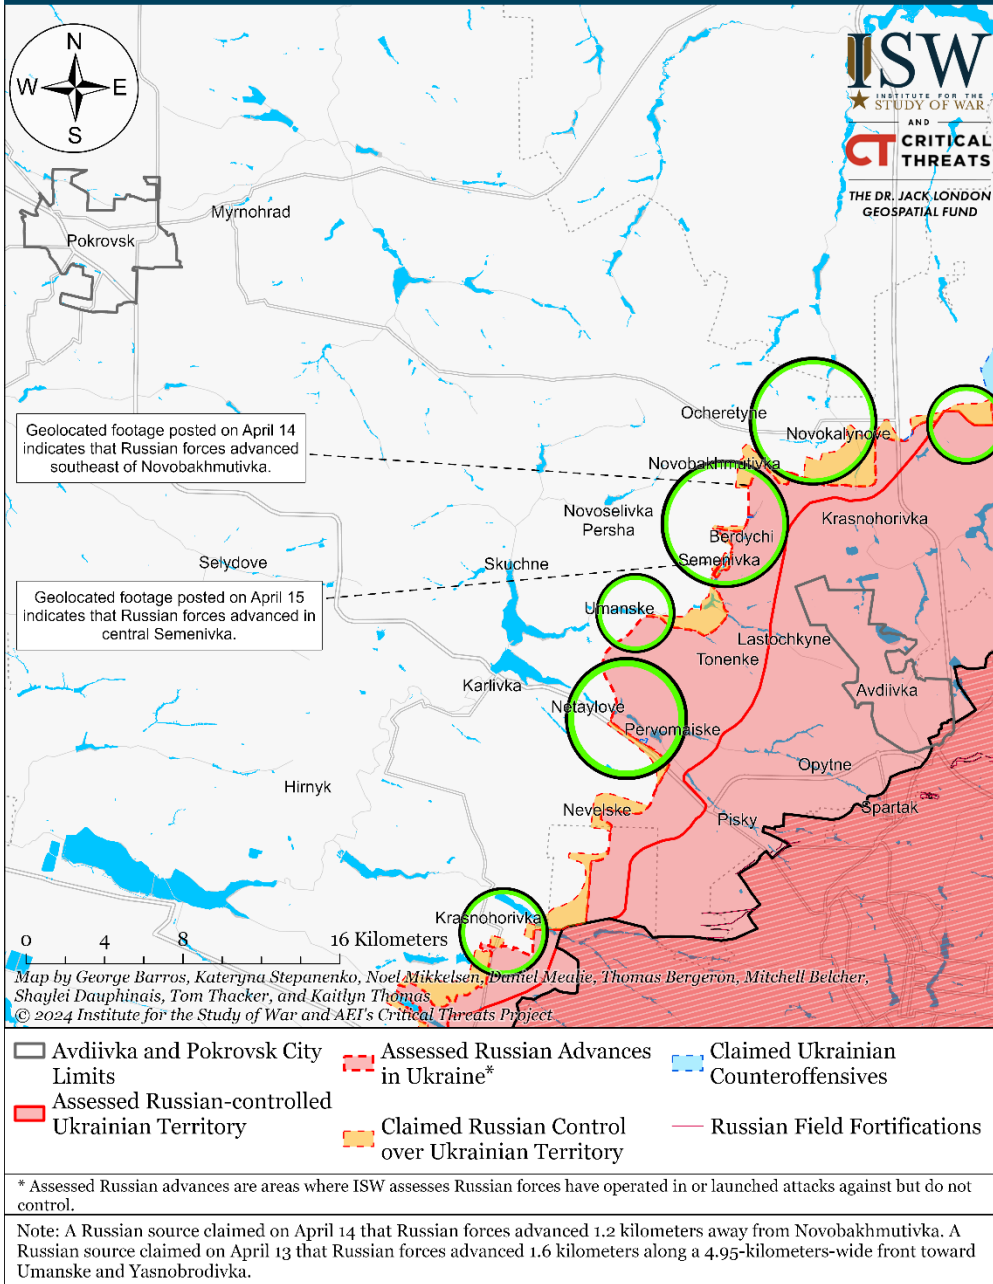 N
W E
S
ISW
INSTITUTE FOR THE
STUDY OF WAR
AND
CT CRITICAL
THREATS
THE DR. JACK LONDON
GEOSPATIAL FUND
Myrnohrad
Pokrovsk
Ocheretyne
Novokalynove
Geolocated footage posted on April 14
indicates that Russian forces advanced
southeast of Novobakhmutivka.
Novobakhmutivka
Novoselivka
Persha
Krasnohorivka
Berdychi
Semenivka
Selydove
Skuchne
Geolocated footage posted on April 15
indicates that Russian forces advanced in
central Semenivka.
Umanske
Lastochkyne
Tonenke
Karlivka
Avdiivka
Netaylove
Pervomaiske
Opytne
Hirnyk
Nevelske
Pisky
Spartak
Krasnohorivka
0 4 8 16 Kilometers
Map by George Barros, Kateryna Stepanenko, Noel Mikkelsen, Daniel Mealie, Thomas Bergeron, Mitchell Belcher,
Shaylei Dauphinais, Tom Thacker, and Kaitlyn Thomas
© 2024 Institute for the Study of War and AEI's Critical Threats Project
Avdiivka and Pokrovsk City
Limits
Assessed Russian-controlled
Ukrainian Territory
Assessed Russian Advances
in Ukraine*
Claimed Russian Control
over Ukrainian Territory
Claimed Ukrainian
Counteroffensives
Russian Field Fortifications
* Assessed Russian advances are areas where ISW assesses Russian forces have operated in or launched attacks against but do not
control.
Note: A Russian source claimed on April 14 that Russian forces advanced 1.2 kilometers away from Novobakhmutivka. A
Russian source claimed on April 13 that Russian forces advanced 1.6 kilometers along a 4.95-kilometers-wide front toward
Umanske and Yasnobrodivka.